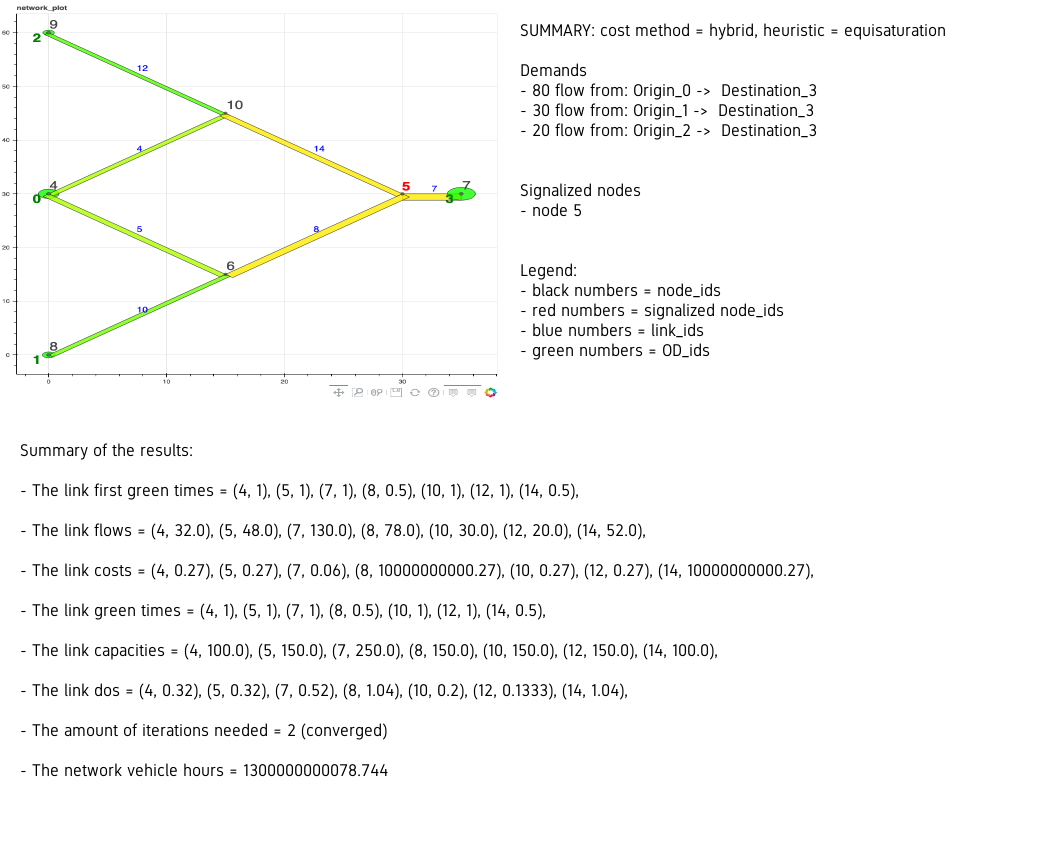 network_plot
9
2
60
12
50
10
4
14
40
4
0
5
7
3
7
30
5
8
20
6
10
10
8
1
0
0
10
20
30
SUMMARY: cost method = hybrid, heuristic = equisaturation
Demands
- 80 flow from: Origin_0 -> Destination_3
- 30 flow from: Origin_1 -> Destination_3
- 20 flow from: Origin_2 -> Destination_3
Signalized nodes
- node 5
Legend:
- black numbers = node_ids
- red numbers = signalized node_ids
- blue numbers = link_ids
- green numbers = OD_ids
Summary of the results:
- The link first green times = (4, 1), (5, 1), (7, 1), (8, 0.5), (10, 1), (12, 1), (14, 0.5),
- The link flows = (4, 32.0), (5, 48.0), (7, 130.0), (8, 78.0), (10, 30.0), (12, 20.0), (14, 52.0),
- The link costs = (4, 0.27), (5, 0.27), (7, 0.06), (8, 10000000000.27), (10, 0.27), (12, 0.27), (14, 10000000000.27),
- The link green times = (4, 1), (5, 1), (7, 1), (8, 0.5), (10, 1), (12, 1), (14, 0.5),
- The link capacities = (4, 100.0), (5, 150.0), (7, 250.0), (8, 150.0), (10, 150.0), (12, 150.0), (14, 100.0),
- The link dos = (4, 0.32), (5, 0.32), (7, 0.52), (8, 1.04), (10, 0.2), (12, 0.1333), (14, 1.04),
- The amount of iterations needed = 2 (converged)
- The network vehicle hours = 1300000000078.744